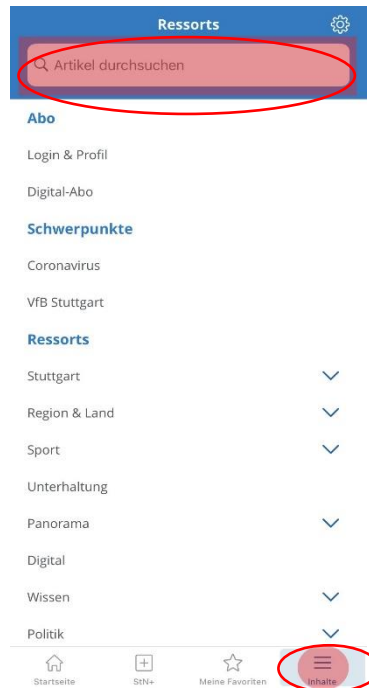 Ressorts
Artikel durchsuchen
Abo
Login & Profil
Digital-Abo
Schwerpunkte
Coronavirus
VfB Stuttgart
Ressorts
Stuttgart
Region & Land
Sport
Unterhaltung
Panorama
Digital
Wissen
Politik
Startseite StN+ Meine Favoriten Inhalte